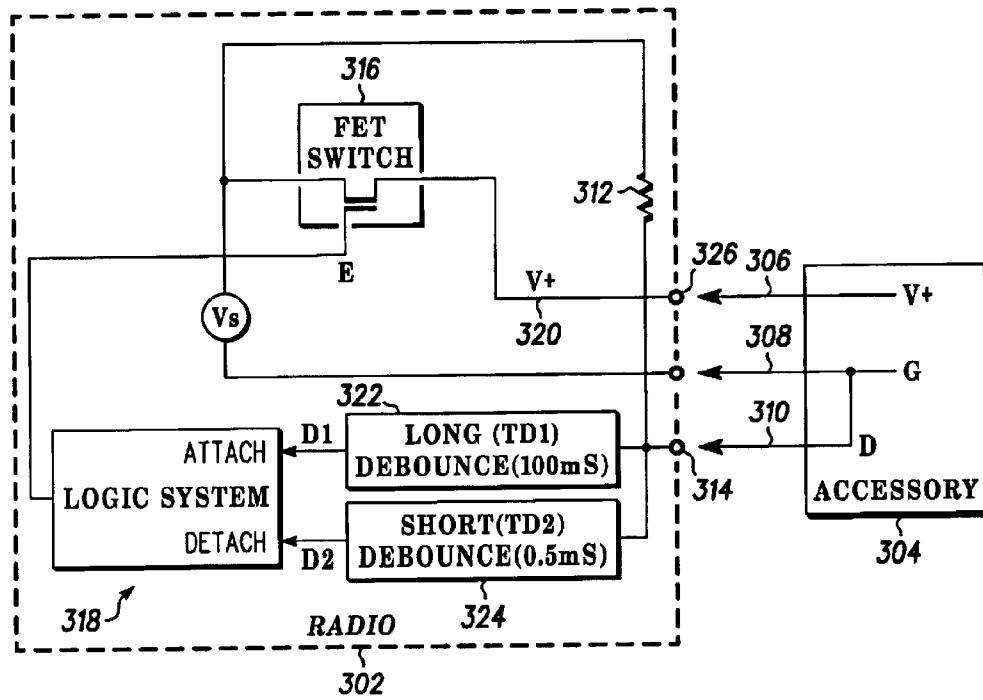 316
FET
SWITCH
312
E
V+
320
326
306
V+
Vs
308
G
322
D1
LONG (TD1)
DEBOUNCE(100mS)
310
D
314
ATTACH
LOGIC SYSTEM
DETACH
D2
SHORT(TD2)
DEBOUNCE(0.5mS)
324
ACCESSORY
304
318
RADIO
302